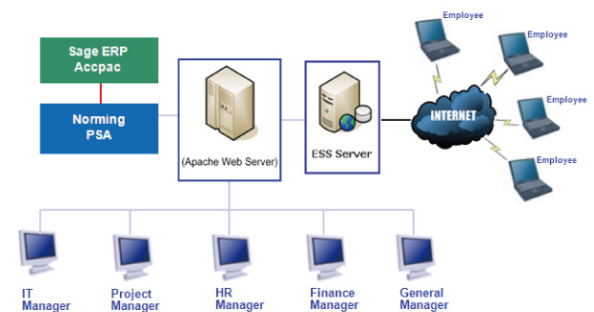 Sage ERP
Accpac
Norming
PSA
(Apache Web Server)
ESS Server
INTERNET
Employee
Employee
Employee
Employee
IT
Manager
Project
Manager
HR
Manager
Finance
Manager
General
Manager